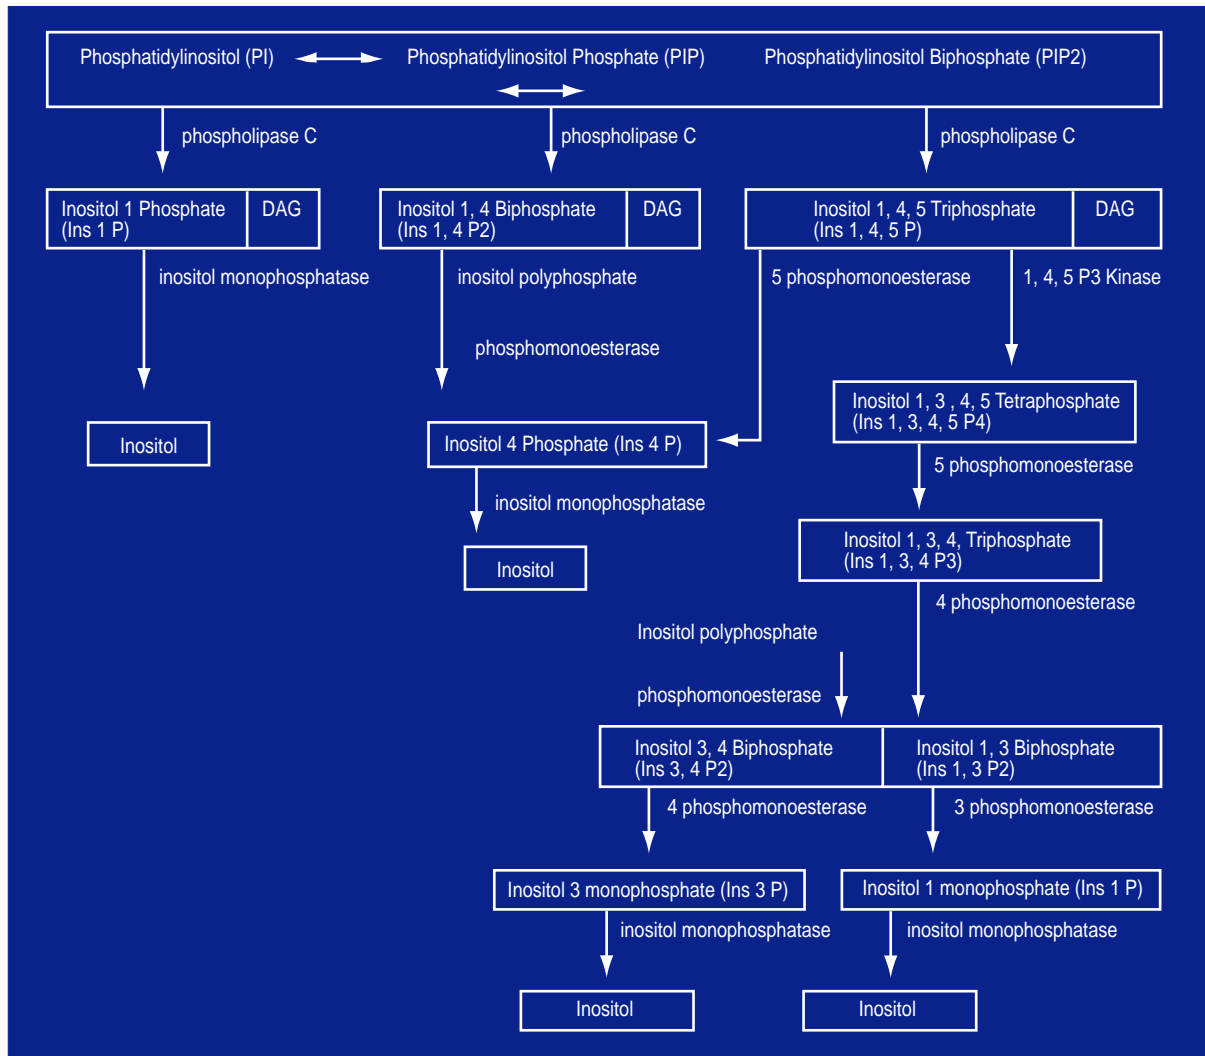 Phosphatidylinositol (PI)
Phosphatidylinositol Phosphate (PIP)
Phosphatidylinositol Biphosphate (PIP2)
phospholipase C
phospholipase C
phospholipase C
Inositol 1 Phosphate
(Ins 1 P)
DAG
Inositol 1, 4 Biphosphate
(Ins 1, 4 P2)
DAG
Inositol 1, 4, 5 Triphosphate
(Ins 1, 4, 5 P)
DAG
inositol monophosphatase
inositol polyphosphate
5 phosphomonoesterase
1, 4, 5 P3 Kinase
phosphomonoesterase
Inositol 1, 3 , 4, 5 Tetraphosphate
(Ins 1, 3, 4, 5 P4)
Inositol
Inositol 4 Phosphate (Ins 4 P)
5 phosphomonoesterase
inositol monophosphatase
Inositol 1, 3, 4, Triphosphate
(Ins 1, 3, 4 P3)
Inositol
4 phosphomonoesterase
Inositol polyphosphate
phosphomonoesterase
Inositol 3, 4 Biphosphate
(Ins 3, 4 P2)
Inositol 1, 3 Biphosphate
(Ins 1, 3 P2)
4 phosphomonoesterase
3 phosphomonoesterase
Inositol 3 monophosphate (Ins 3 P)
Inositol 1 monophosphate (Ins 1 P)
inositol monophosphatase
inositol monophosphatase
Inositol
Inositol